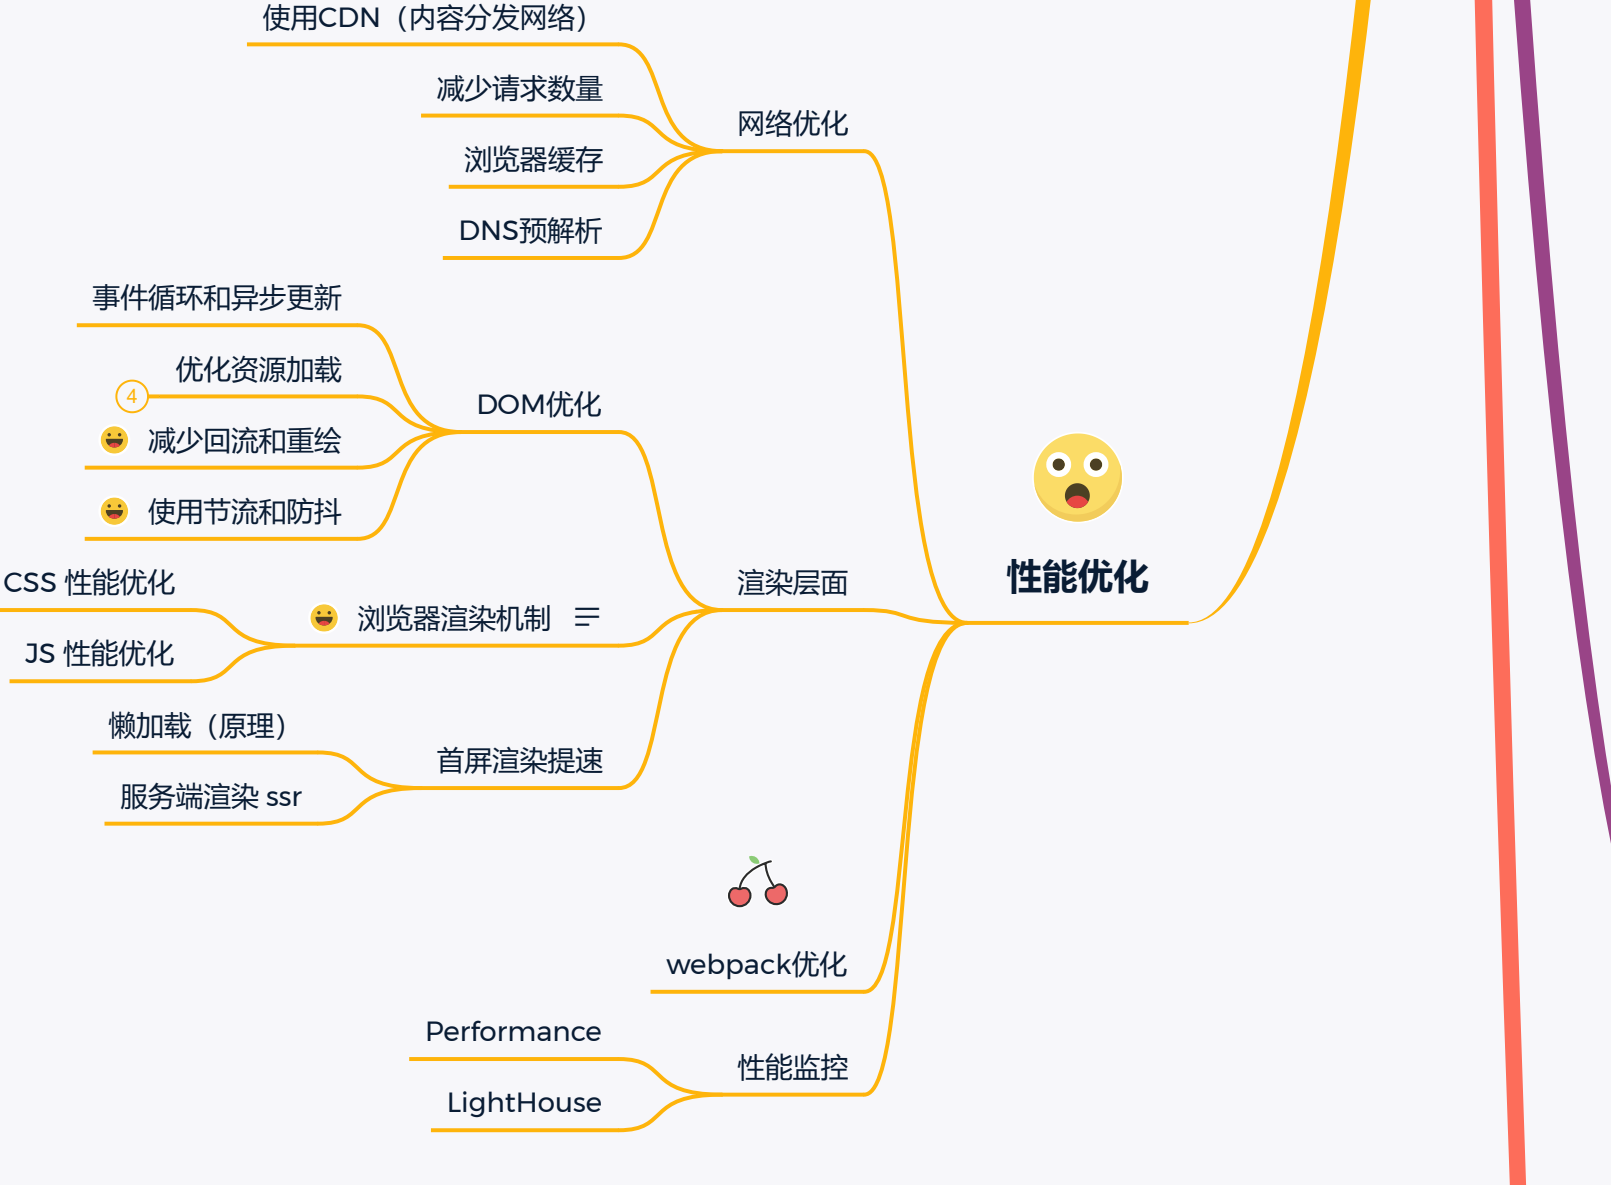 使用CDN（内容分发网络）
减少请求数量
网络优化
浏览器缓存
DNS预解析
事件循环和异步更新
优化资源加载
4
DOM优化
减少回流和重绘
使用节流和防抖
性能优化
CSS 性能优化
渲染层面
浏览器渲染机制
JS 性能优化
懒加载（原理）
首屏渲染提速
服务端渲染 ssr
webpack优化
Performance
性能监控
LightHouse